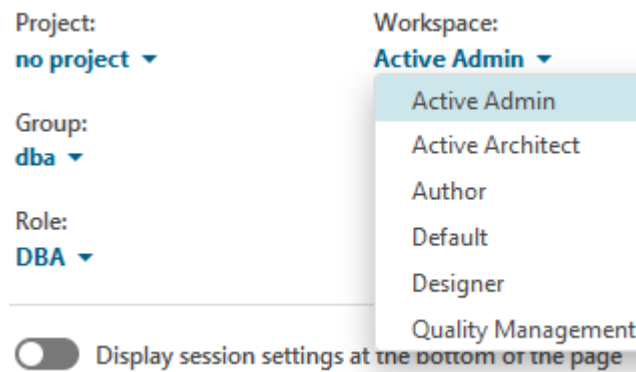 Project:
no project
Workspace:
Active Admin
Active Admin
Active Architect
Author
Default
Designer
Quality Management
Group:
dba
Role:
DBA
Display session settings at the bottom of the page